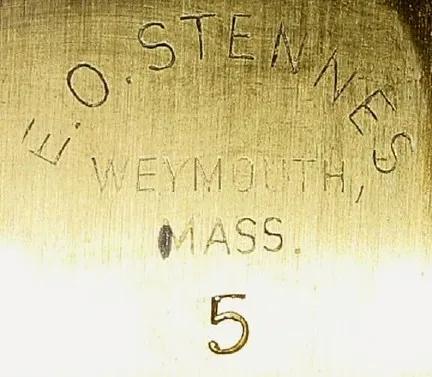 E.O. STENNES
WEYMOUTH,
MASS.
5